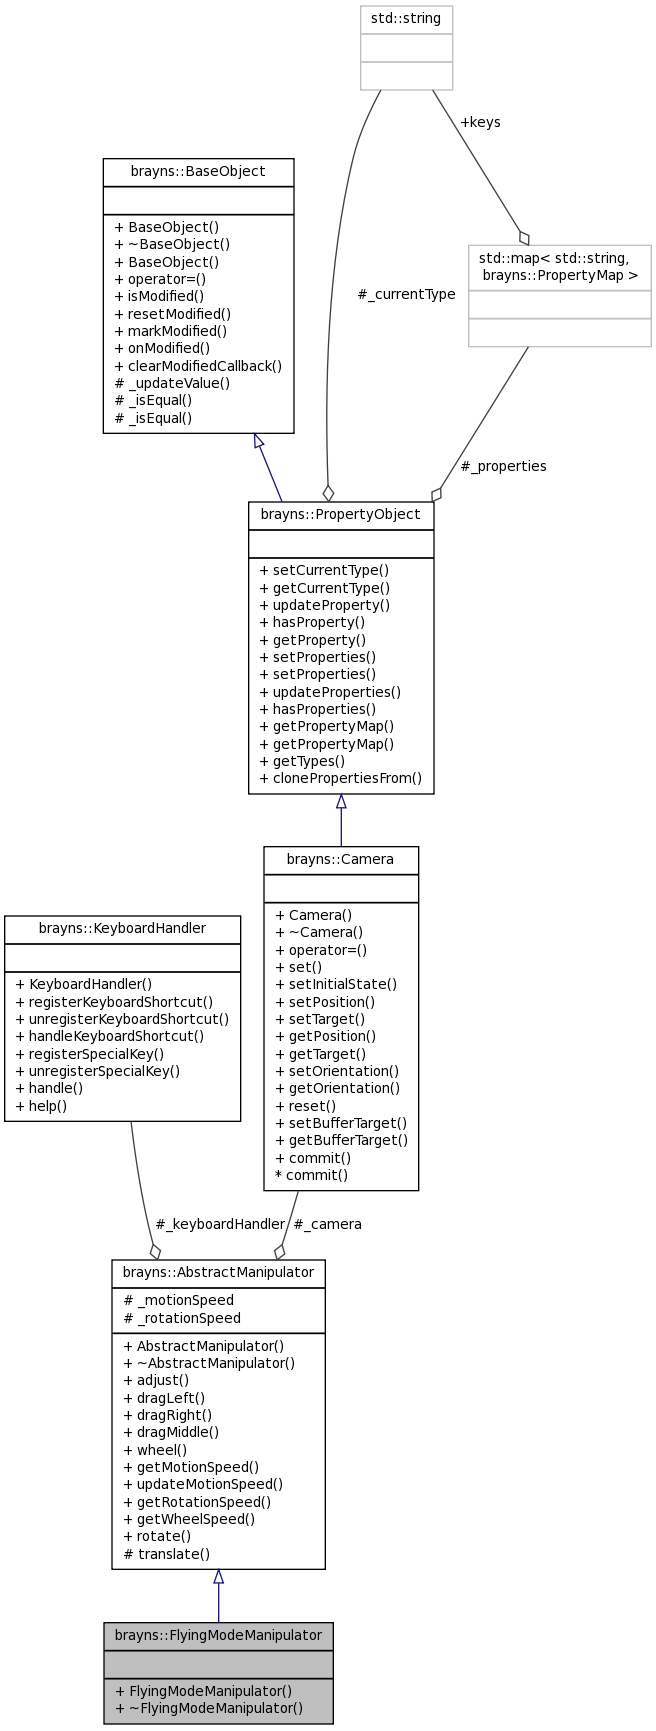 std::string
+keys
brayns::BaseObject
+ BaseObject()
+ ~BaseObject()
+ BaseObject()
+ operator=()
+ isModified()
+ resetModified()
+ markModified()
+ onModified()
+ clearModifiedCallback()
# _updateValue()
# _isEqual()
# _isEqual()
std::map< std::string,
brayns::PropertyMap >
#_currentType
#_properties
brayns::PropertyObject
+ setCurrentType()
+ getCurrentType()
+ updateProperty()
+ hasProperty()
+ getProperty()
+ setProperties()
+ setProperties()
+ updateProperties()
+ hasProperties()
+ getPropertyMap()
+ getPropertyMap()
+ getTypes()
+ clonePropertiesFrom()
brayns::Camera
+ Camera()
+ ~Camera()
+ operator=()
+ set()
+ setInitialState()
+ setPosition()
+ setTarget()
+ getPosition()
+ getTarget()
+ setOrientation()
+ getOrientation()
+ reset()
+ setBufferTarget()
+ getBufferTarget()
+ commit()
* commit()
brayns::KeyboardHandler
+ KeyboardHandler()
+ registerKeyboardShortcut()
+ unregisterKeyboardShortcut()
+ handleKeyboardShortcut()
+ registerSpecialKey()
+ unregisterSpecialKey()
+ handle()
+ help()
#_keyboardHandler
#_camera
brayns::AbstractManipulator
# _motionSpeed
# _rotationSpeed
+ AbstractManipulator()
+ ~AbstractManipulator()
+ adjust()
+ dragLeft()
+ dragRight()
+ dragMiddle()
+ wheel()
+ getMotionSpeed()
+ updateMotionSpeed()
+ getRotationSpeed()
+ getWheelSpeed()
+ rotate()
# translate()
brayns::FlyingModeManipulator
+ FlyingModeManipulator()
+ ~FlyingModeManipulator()